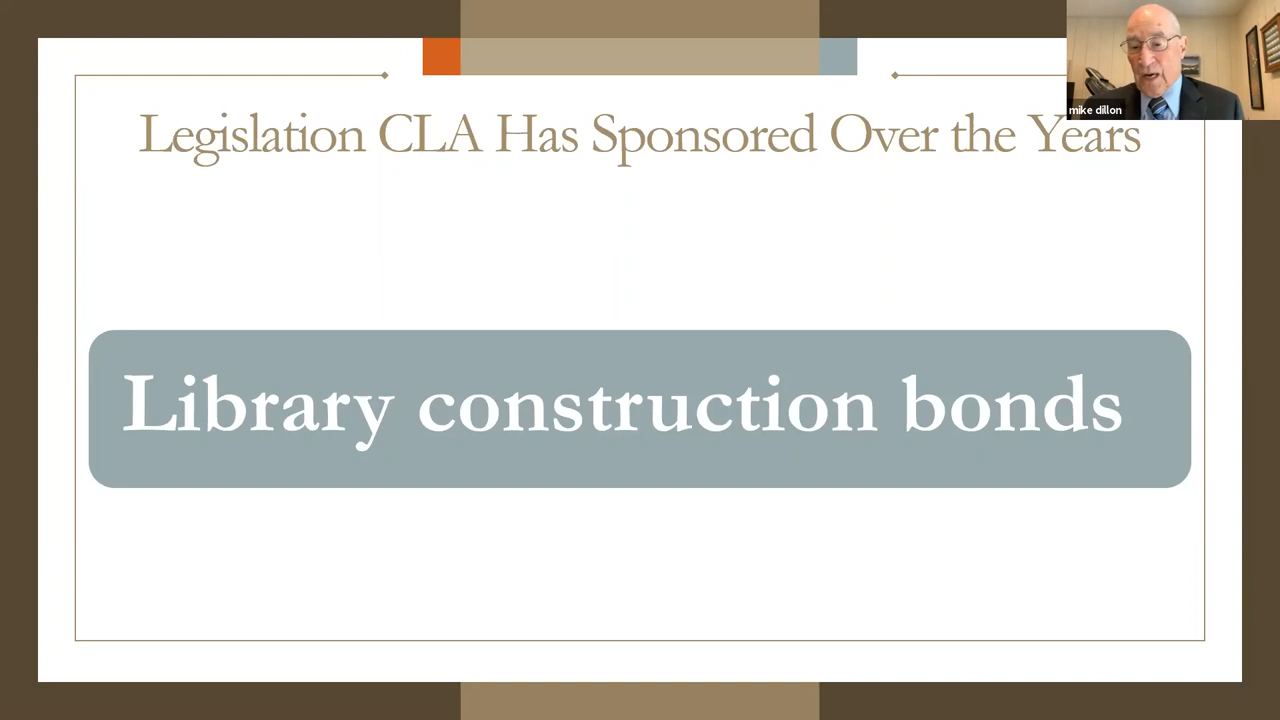 mike dillon
Legislation CLA Has Sponsored Over the Years
Library construction bonds